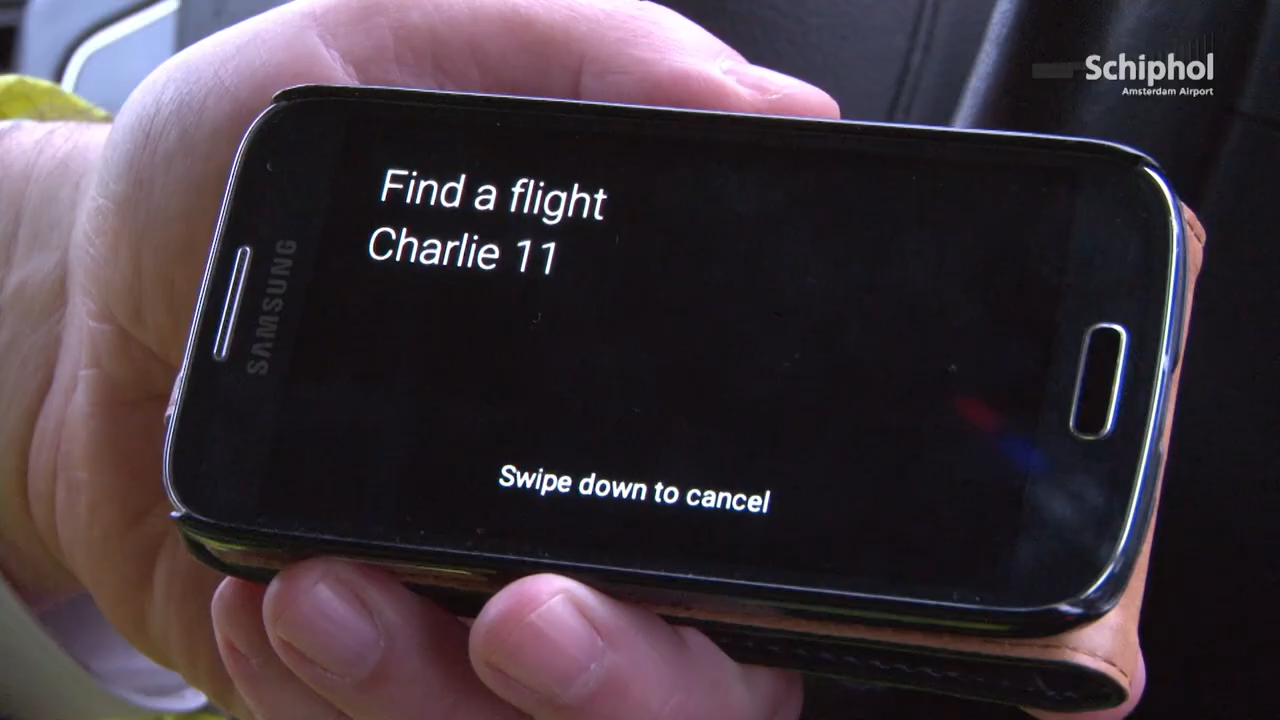 Schiphol
Amsterdam Airport
SAMSUNG
Find a flight
Charlie 11
Swipe down to cancel